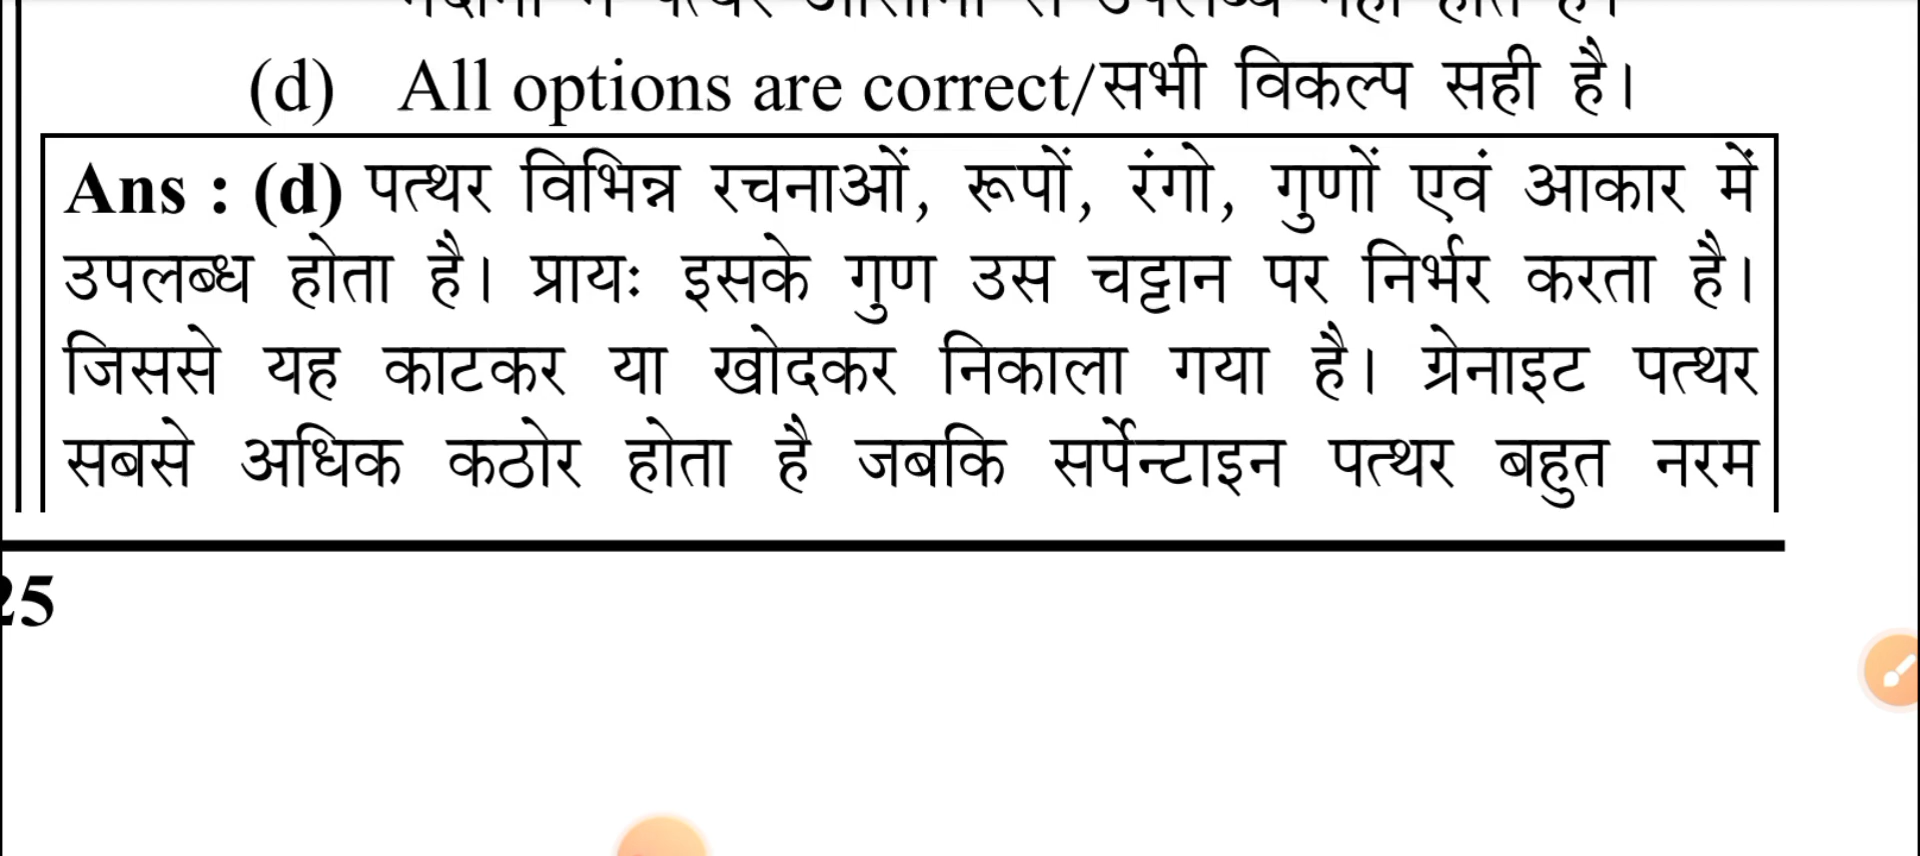 (d) All options are correct/सभी विकल्प सही है।
Ans : (d) पत्थर विभिन्न रचनाओं, रूपों, रंगो, गुणों एवं आकार में
उपलब्ध होता है। प्रायः इसके गुण उस चट्टान पर निर्भर करता है।
जिससे यह काटकर या खोदकर निकाला गया है। ग्रेनाइट पत्थर
सबसे अधिक कठोर होता है जबकि सर्पेन्टाइन पत्थर बहुत नरम
25